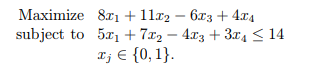 Maximize 8x₁ + 11x₂ − 6x₃ + 4x₄
subject to 5x₁ + 7x₂ − 4x₃ + 3x₄ ≤ 14
xⱼ ∈ {0, 1}.